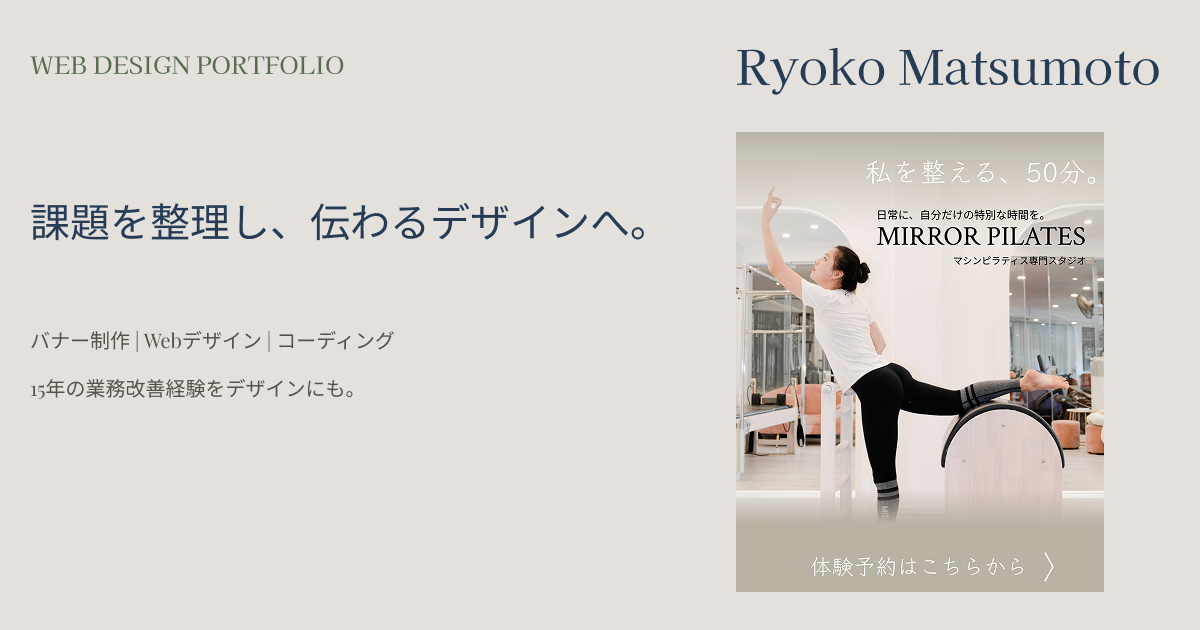 WEB DESIGN PORTFOLIO
Ryoko Matsumoto
課題を整理し、伝わるデザインへ。
バナー制作 | Webデザイン | コーディング
15年の業務改善経験をデザインにも。
私を整える、50分。
日常に、自分だけの特別な時間を。
MIRROR PILATES
マシンピラティス専門スタジオ
体験予約はこちらから 〉